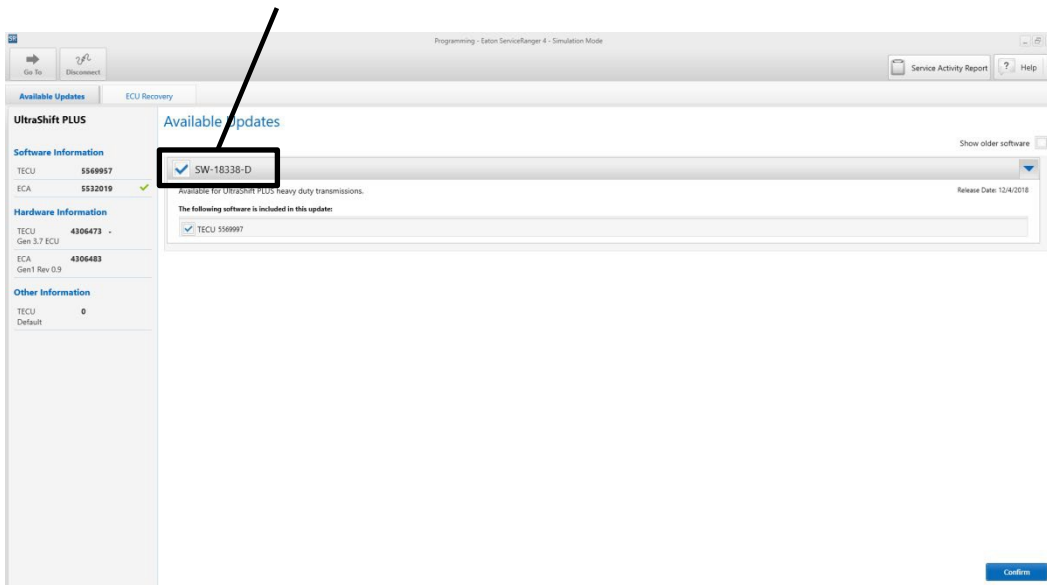 SR
Programming - Eaton ServiceRanger 4 - Simulation Mode
Go To
Disconnect
Service Activity Report
? Help
Available Updates
ECU Recovery
UltraShift PLUS
Available Updates
Show older software
Software Information
SW-18338-D
TECU 5569957
ECA 5532019
Available for UltraShift PLUS heavy duty transmissions.
Release Date: 12/4/2018
The following software is included in this update:
Hardware Information
TECU 5569997
TECU 4306473 -
Gen 3.7 ECU
ECA 4306483
Gen1 Rev 0.9
Other Information
TECU 0
Default
Confirm